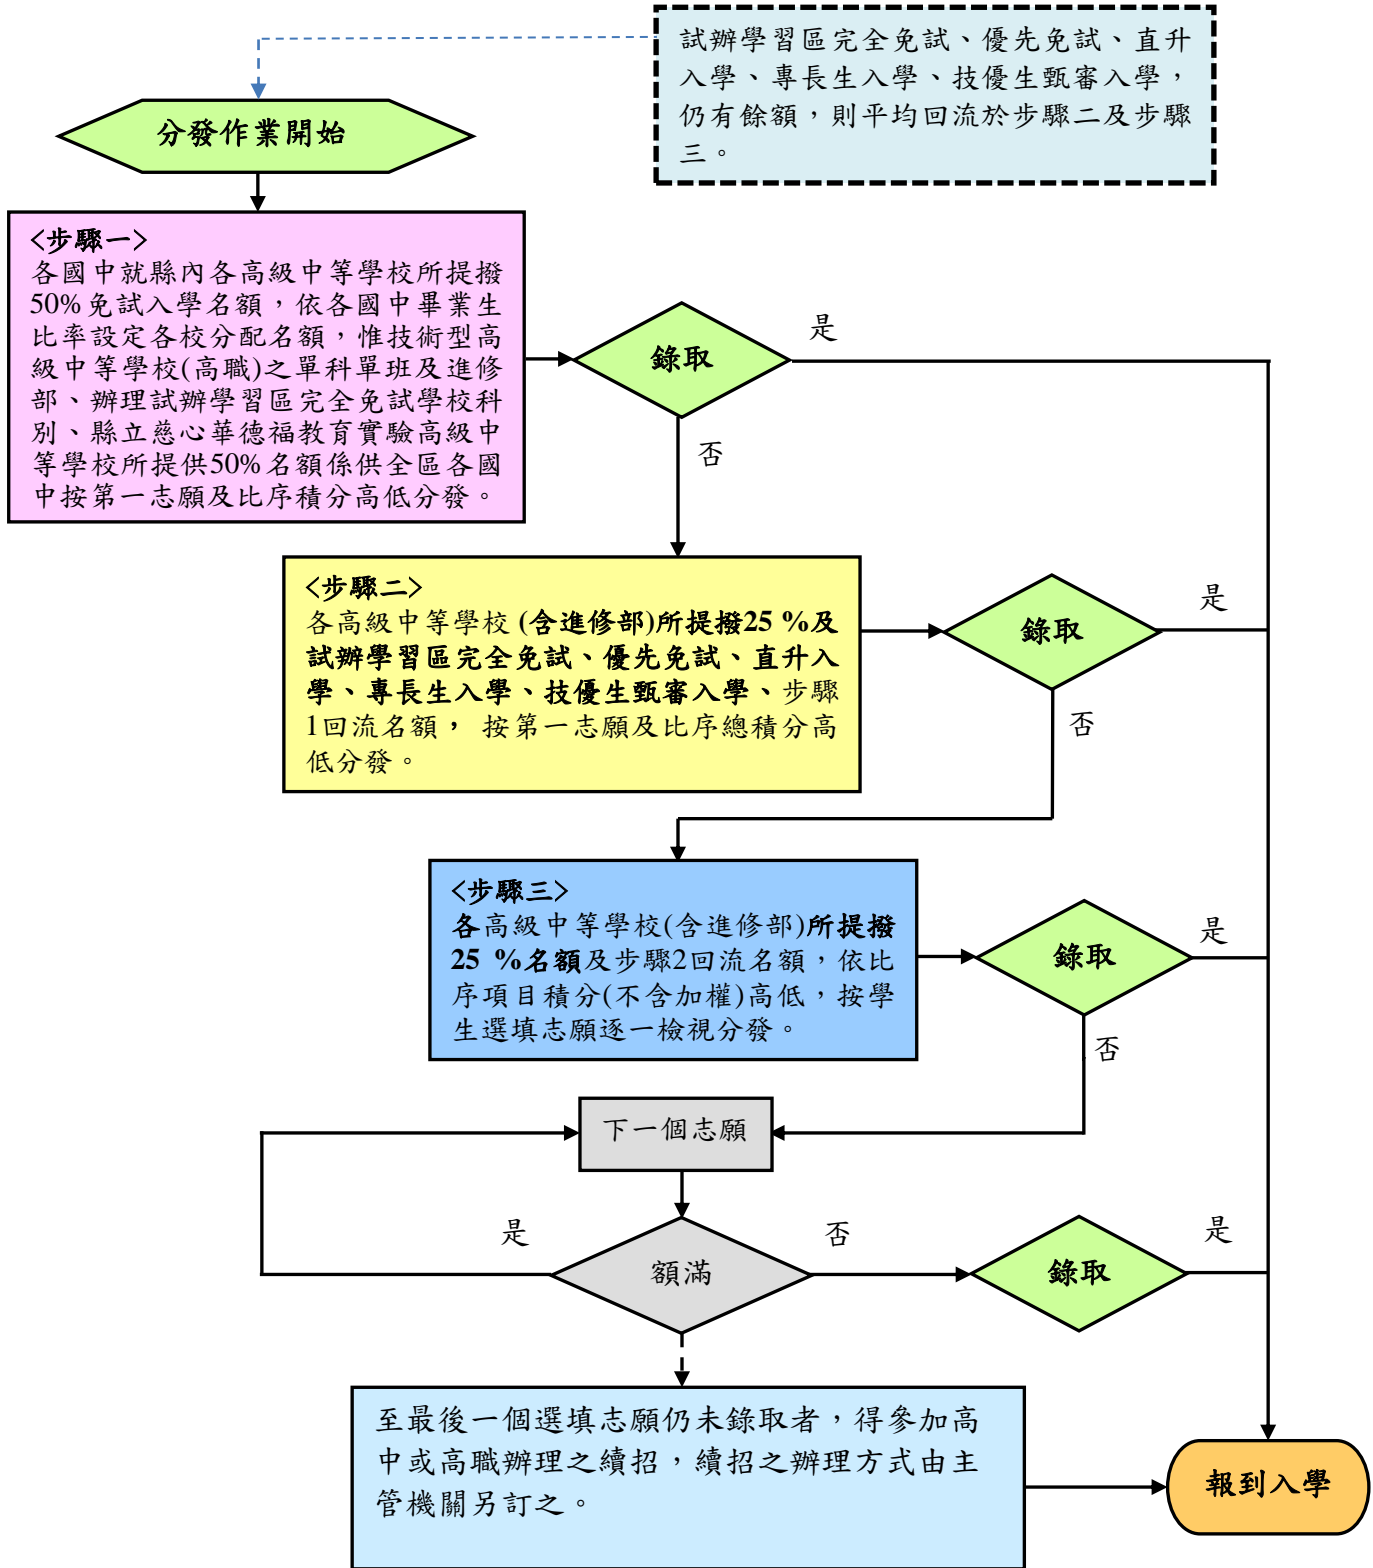 試辦學習區完全免試、優先免試、直升
入學、專長生入學、技優生甄審入學，
仍有餘額，則平均回流於步驟二及步驟
三。
分發作業開始
<步驟一>
各國中就縣內各高級中等學校所提撥
50%免試入學名額，依各國中畢業生
比率設定各校分配名額，惟技術型高
級中等學校(高職)之單科單班及進修
部、辦理試辦學習區完全免試學校科
別、縣立慈心華德福教育實驗高級中
等學校所提供50%名額係供全區各國
中按第一志願及比序積分高低分發。
錄取
是
否
<步驟二>
各高級中等學校 (含進修部)所提撥25 %及
試辦學習區完全免試、優先免試、直升入
學、專長生入學、技優生甄審入學、步驟
1回流名額， 按第一志願及比序總積分高
低分發。
錄取
是
否
<步驟三>
各高級中等學校(含進修部)所提撥
25 %名額及步驟2回流名額，依比
序項目積分(不含加權)高低，按學
生選填志願逐一檢視分發。
錄取
是
否
下一個志願
額滿
是
否
錄取
是
至最後一個選填志願仍未錄取者，得參加高
中或高職辦理之續招，續招之辦理方式由主
管機關另訂之。
報到入學